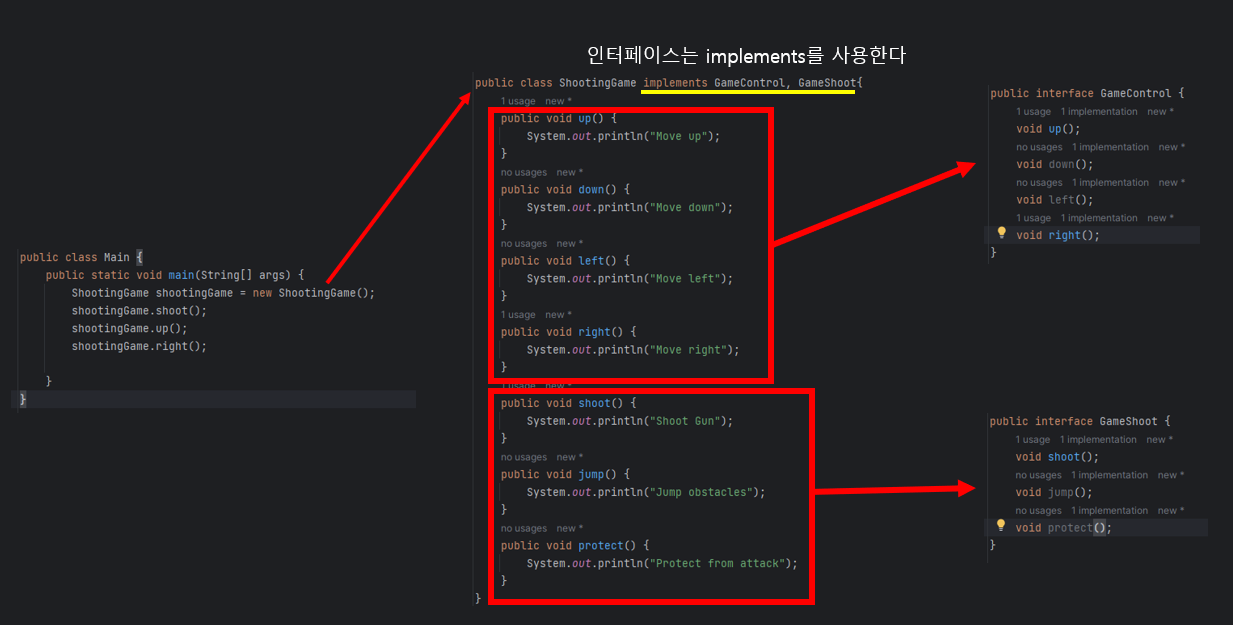 인터페이스는 implements를 사용한다
public class Main {
public static void main(String[] args) {
ShootingGame shootingGame = new ShootingGame();
shootingGame.shoot();
shootingGame.up();
shootingGame.right();
}
}
public class ShootingGame implements GameControl, GameShoot{
1 usage new *
public void up() {
System.out.println("Move up");
}
no usages new *
public void down() {
System.out.println("Move down");
}
no usages new *
public void left() {
System.out.println("Move left");
}
1 usage new *
public void right() {
System.out.println("Move right");
}
1 usage new *
public void shoot() {
System.out.println("Shoot Gun");
}
no usages new *
public void jump() {
System.out.println("Jump obstacles");
}
no usages new *
public void protect() {
System.out.println("Protect from attack");
}
}
public interface GameControl {
1 usage 1 implementation new *
void up();
no usages 1 implementation new *
void down();
no usages 1 implementation new *
void left();
1 usage 1 implementation new *
void right();
}
public interface GameShoot {
1 usage 1 implementation new *
void shoot();
no usages 1 implementation new *
void jump();
no usages 1 implementation new *
void protect();
}